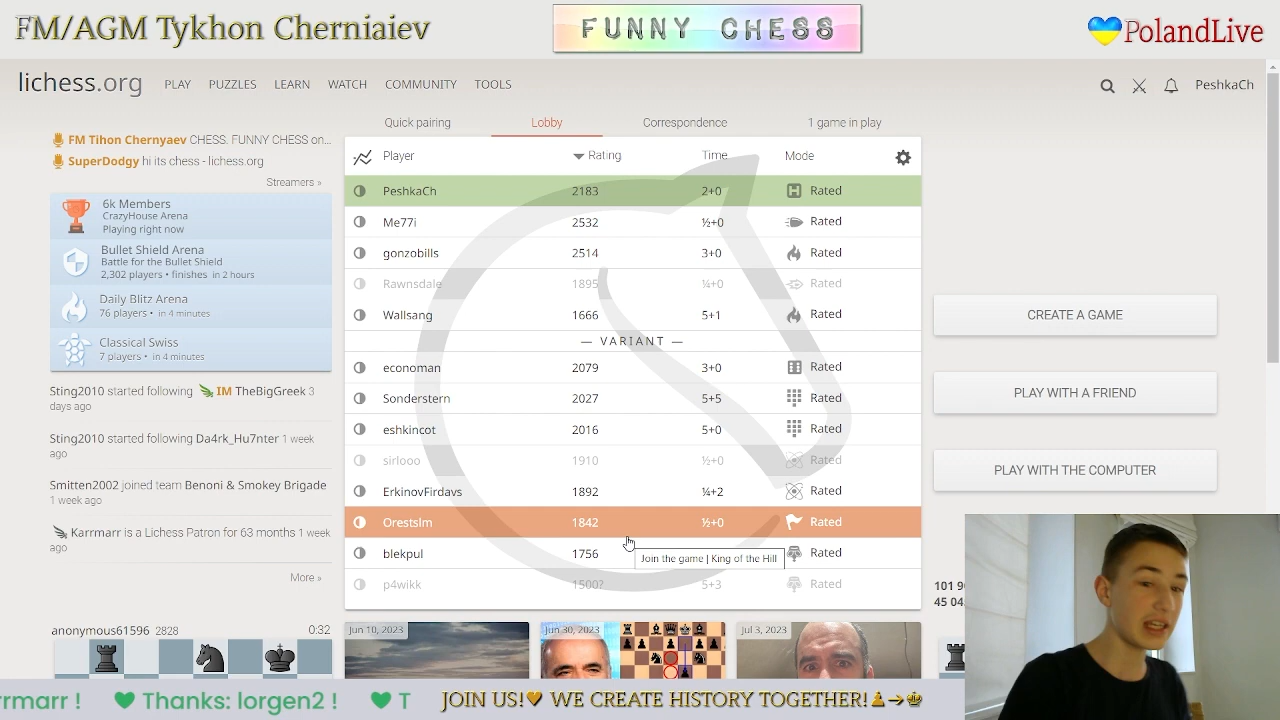 FM/AGM Tykhon Cherniaiev
FUNNY CHESS
PolandLive
lichess.org
PLAY PUZZLES LEARN WATCH COMMUNITY TOOLS
PeshkaCh
FM Tihon Chernyaev CHESS. FUNNY CHESS on...
SuperDodgy hi its chess - lichess.org
Streamers »
6k Members
CrazyHouse Arena
Playing right now
Bullet Shield Arena
Battle for the Bullet Shield
2,302 players • finishes in 2 hours
Daily Blitz Arena
76 players • in 4 minutes
Classical Swiss
7 players • in 4 minutes
Sting2018 started following IM TheBigGreek 3
days ago
Sting2018 started following Da4rk_Hu7nter 1 week
ago
Smitten2002 joined team Benoni & Smokey Brigade
1 week ago
Karrmarr is a Lichess Patron for 63 months 1 week
ago
More »
anonymous61596 2828 0:32
Quick pairing Lobby Correspondence 1 game in play
Player Rating Time Mode
PeshkaCh 2183 2+0 Rated
Me77i 2532 ½+0 Rated
gonzobills 2514 3+0 Rated
Rawnsdale 1895 ¼+0 Rated
Wallsang 1666 5+1 Rated
— VARIANT —
economan 2079 3+0 Rated
Sonderstern 2027 5+5 Rated
eshkincot 2016 5+0 Rated
sirlooo 1910 ½+0 Rated
ErkinovFirdavs 1892 ¼+2 Rated
Orestslm 1842 ½+0 Rated
blekpul 1756 Rated
Join the game | King of the Hill
p4wikk 1500? 5+3 Rated
Jun 10, 2023
Jun 30, 2023
Jul 3, 2023
CREATE A GAME
PLAY WITH A FRIEND
PLAY WITH THE COMPUTER
101 9
45 04
rrmarr ! Thanks: lorgen2 ! T
JOIN US! WE CREATE HISTORY TOGETHER!